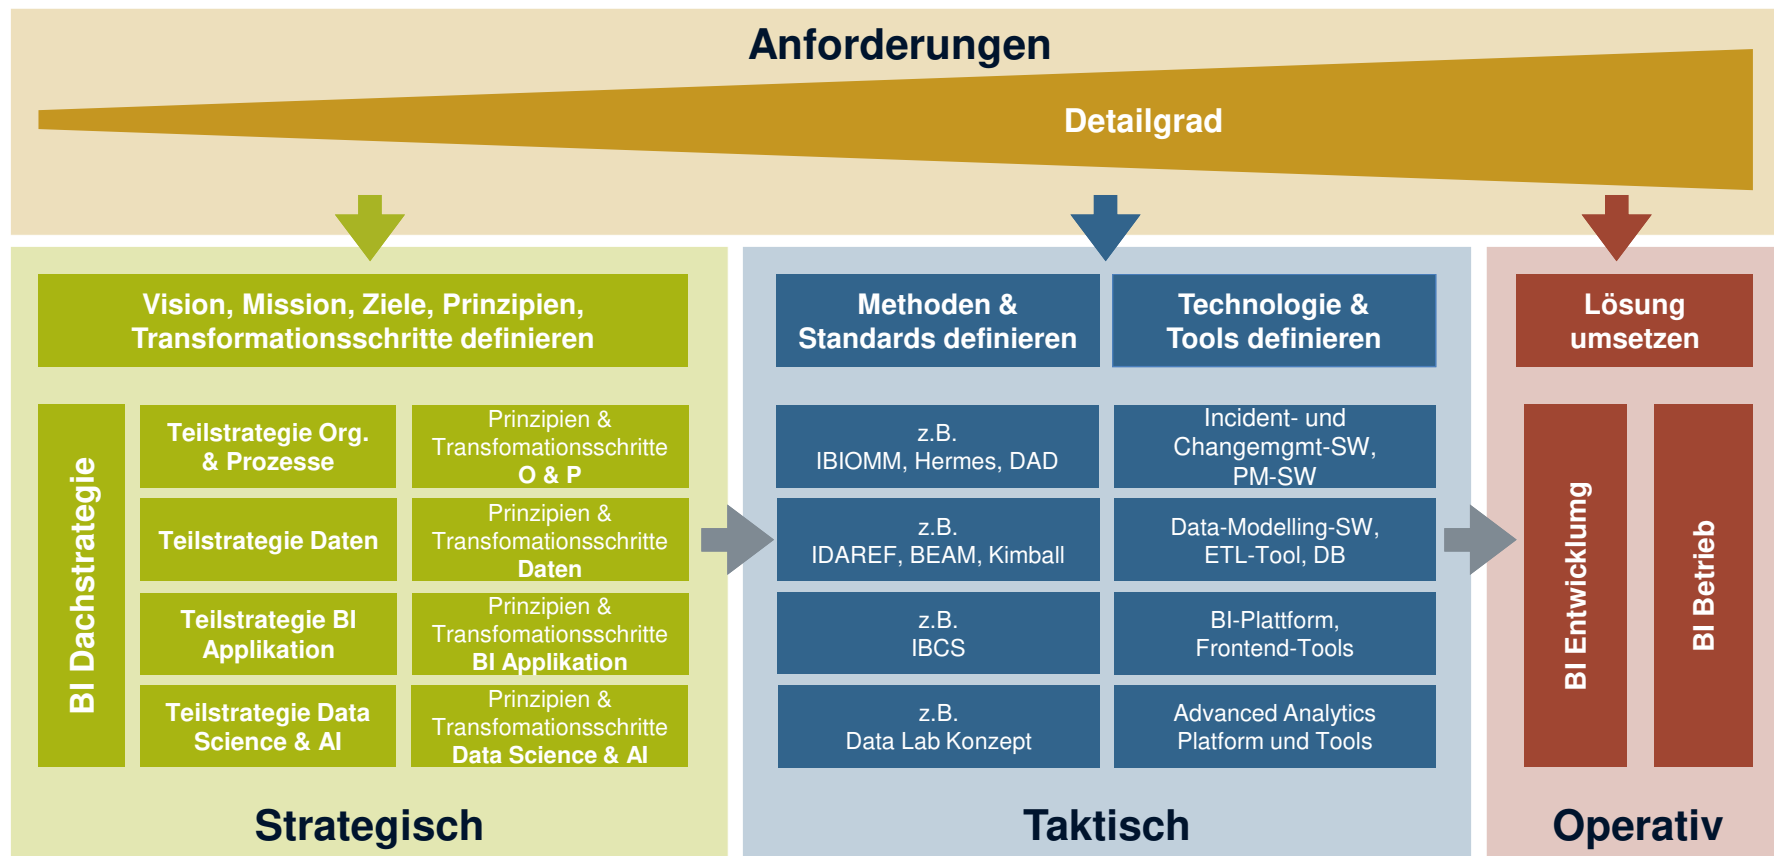 Anforderungen
Detailgrad
Vision, Mission, Ziele, Prinzipien,
Transformationsschritte definieren
BI Dachstrategie
Teilstrategie Org.
& Prozesse
Prinzipien &
Transfomationsschritte
O & P
Teilstrategie Daten
Prinzipien &
Transfomationsschritte
Daten
Teilstrategie BI
Applikation
Prinzipien &
Transfomationsschritte
BI Applikation
Teilstrategie Data
Science & AI
Prinzipien &
Transfomationsschritte
Data Science & AI
Strategisch
Methoden &
Standards definieren
Technologie &
Tools definieren
z.B.
IBIOMM, Hermes, DAD
Incident- und
Changemgmt-SW,
PM-SW
z.B.
IDAREF, BEAM, Kimball
Data-Modelling-SW,
ETL-Tool, DB
z.B.
IBCS
BI-Plattform,
Frontend-Tools
z.B.
Data Lab Konzept
Advanced Analytics
Platform und Tools
Taktisch
Lösung
umsetzen
BI Entwicklumg
BI Betrieb
Operativ